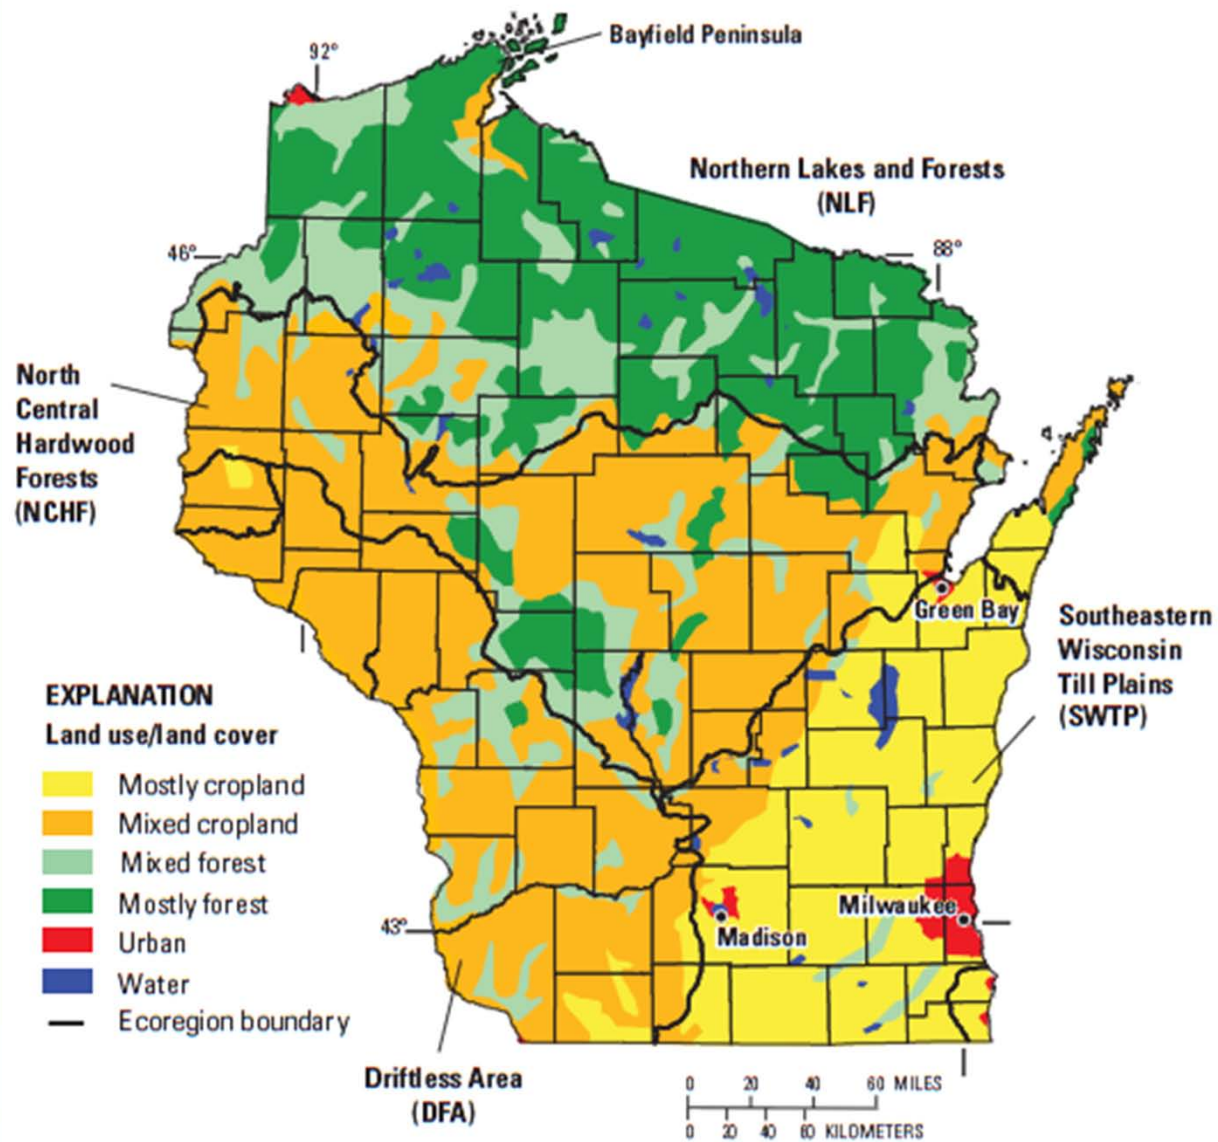 Bayfield Peninsula
92°
Northern Lakes and Forests
(NLF)
46°
88°
North
Central
Hardwood
Forests
(NCHF)
Green Bay
Southeastern
Wisconsin
Till Plains
(SWTP)
EXPLANATION
Land use/land cover
Mostly cropland
Mixed cropland
Mixed forest
Mostly forest
Urban
Water
Ecoregion boundary
Milwaukee
43°
Madison
Driftless Area
(DFA)
0 20 40 60 MILES
0 20 40 60 KILOMETERS